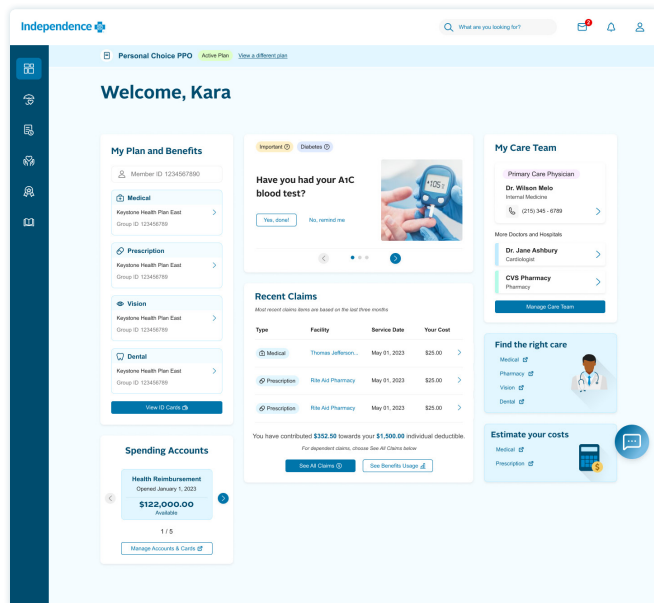 Independence
What are you looking for?
2
Personal Choice PPO
Active Plan
View a different plan
Welcome, Kara
My Plan and Benefits
Member ID 1234567890
Medical
Keystone Health Plan East
Group ID 123456789
Prescription
Keystone Health Plan East
Group ID 123456789
Vision
Keystone Health Plan East
Group ID 123456789
Dental
Keystone Health Plan East
Group ID 123456789
View ID Cards
Spending Accounts
Health Reimbursement
Opened January 1, 2023
$122,000.00
Available
1 / 5
Manage Accounts & Cards
Important
Diabetes
Have you had your A1C
blood test?
Yes, done!
No, remind me
105
Recent Claims
Most recent claims items are based on the last three months
Type Facility Service Date Your Cost
Medical Thomas Jefferson... May 01, 2023 $25.00
Prescription Rite Aid Pharmacy May 01, 2023 $25.00
Prescription Rite Aid Pharmacy May 01, 2023 $25.00
You have contributed $352.50 towards your $1,500.00 individual deductible.
For dependent claims, choose See All Claims below
See All Claims
See Benefits Usage
My Care Team
Primary Care Physician
Dr. Wilson Melo
Internal Medicine
(215) 345 - 6789
More Doctors and Hospitals
Dr. Jane Ashbury
Cardiologist
CVS Pharmacy
Pharmacy
Manage Care Team
Find the right care
Medical
Pharmacy
Vision
Dental
Estimate your costs
Medical
Prescription
$